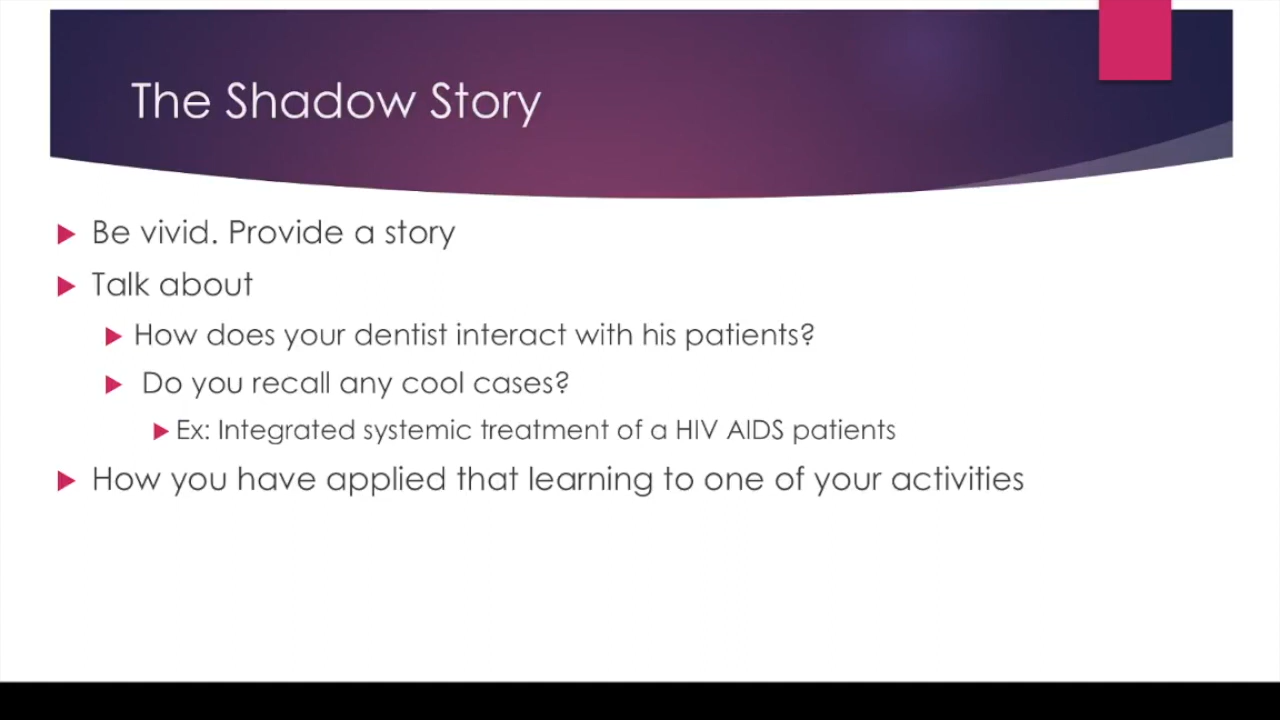 The Shadow Story
Be vivid. Provide a story
Talk about
How does your dentist interact with his patients?
Do you recall any cool cases?
Ex: Integrated systemic treatment of a HIV AIDS patients
How you have applied that learning to one of your activities